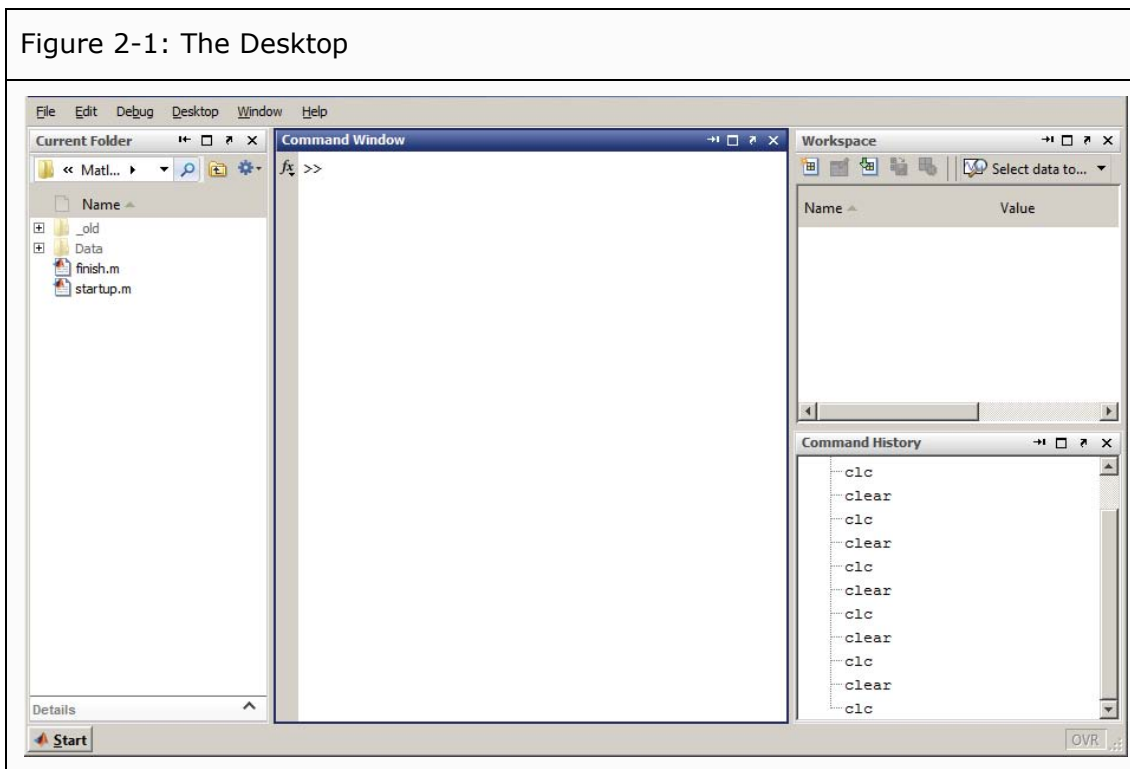 Figure 2-1: The Desktop
File Edit Debug Desktop Window Help
Current Folder
« Matl...
Name
_old
Data
finish.m
startup.m
Details
Command Window
fx >>
Workspace
Select data to...
Name Value
Command History
clc
clear
clc
clear
clc
clear
clc
clear
clc
clear
clc
Start
OVR